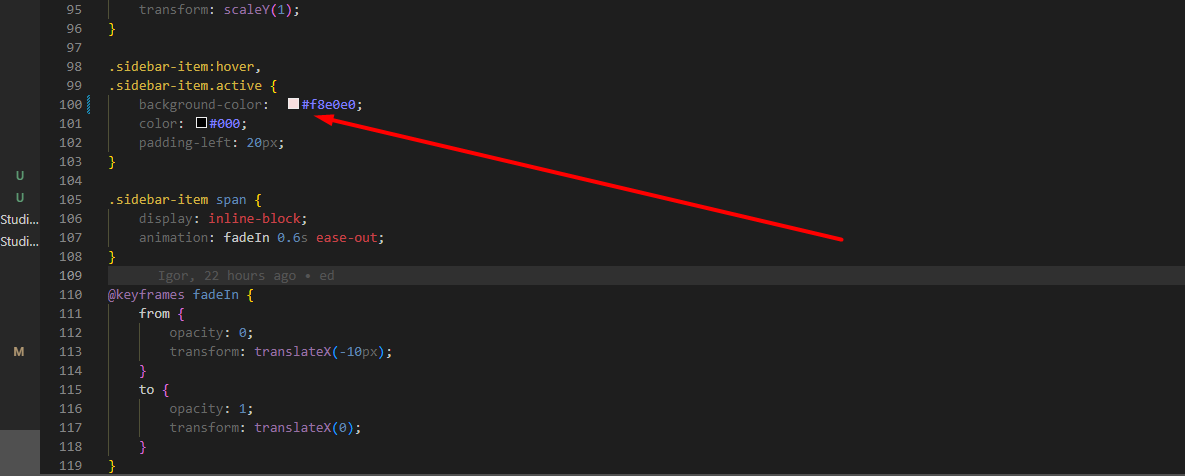 95 transform: scaleY(1);
96 }
97
98 .sidebar-item:hover,
99 .sidebar-item.active {
100 background-color: #f8e0e0;
101 color: #000;
102 padding-left: 20px;
103 }
104
U
105 .sidebar-item span {
U
Studi...
106 display: inline-block;
Studi...
107 animation: fadeIn 0.6s ease-out;
108 }
109 Igor, 22 hours ago • ed
110 @keyframes fadeIn {
111 from {
112 opacity: 0;
M
113 transform: translateX(-10px);
114 }
115 to {
116 opacity: 1;
117 transform: translateX(0);
118 }
119 }